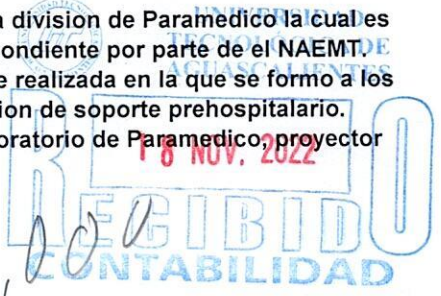 a division de Paramedico la cual es
UNIVERSIDAD
pondiente por parte de el NAEMT.
TECNOLÓGICA DE
AGUASCALIENTES
e realizada en la que se formo a los
ion de soporte prehospitalario.
oratorio de Paramedico, proyector
18 NOV. 2022
RECIBIDO
CONTABILIDAD